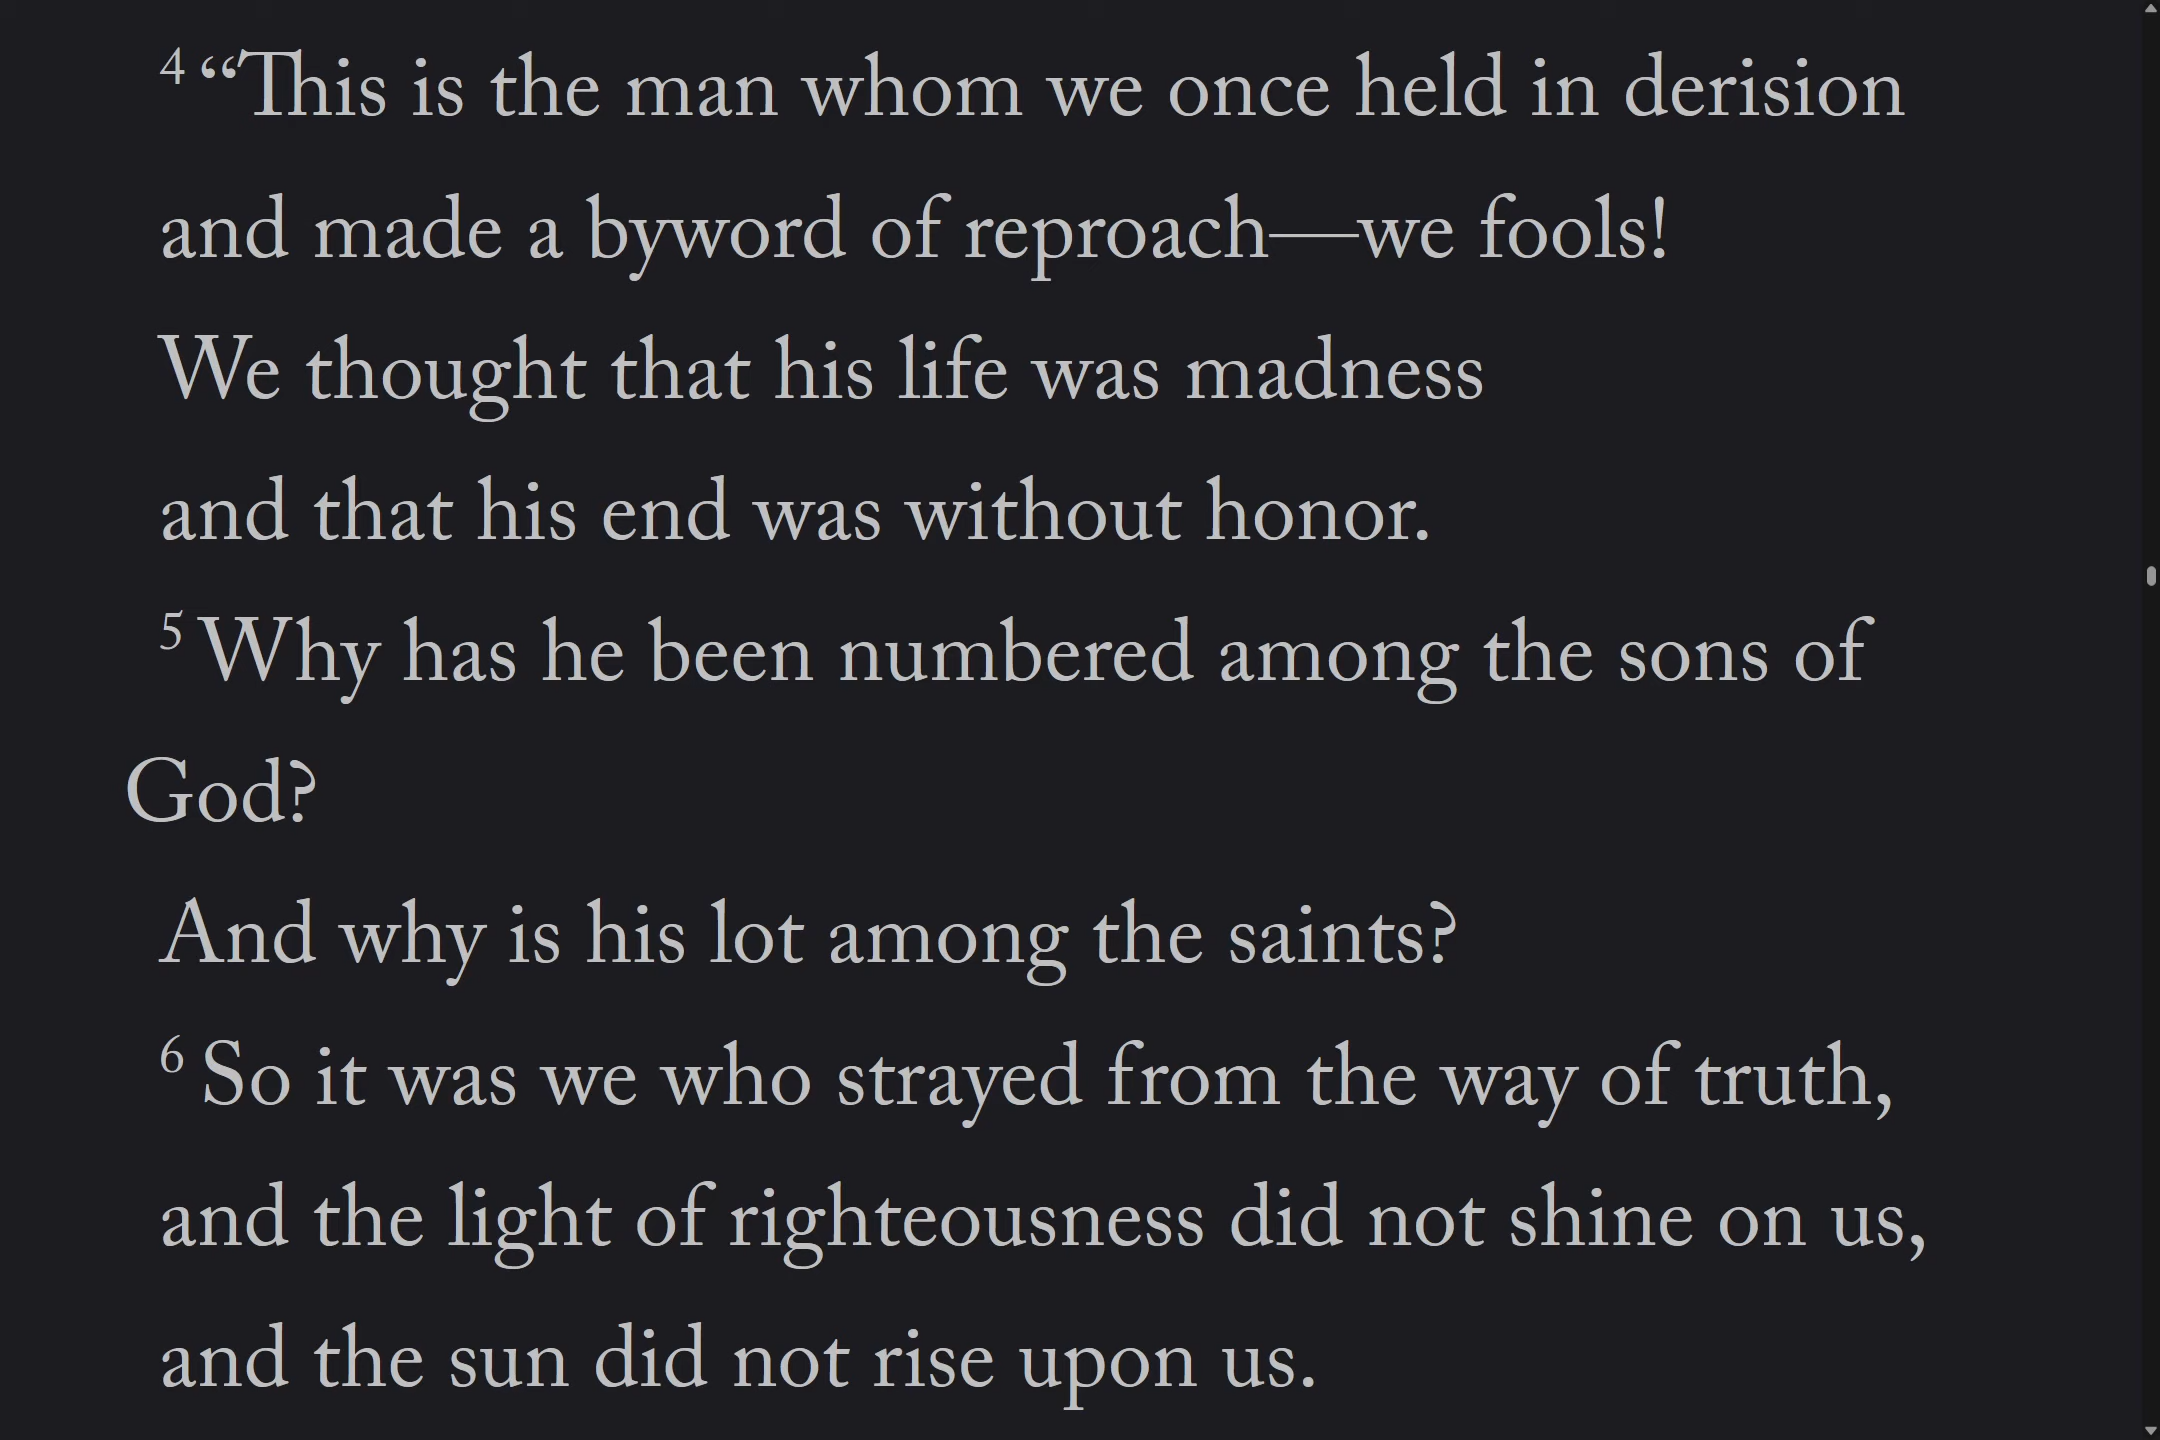 4 “This is the man whom we once held in derision
and made a byword of reproach—we fools!
We thought that his life was madness
and that his end was without honor.
5 Why has he been numbered among the sons of
God?
And why is his lot among the saints?
6 So it was we who strayed from the way of truth,
and the light of righteousness did not shine on us,
and the sun did not rise upon us.